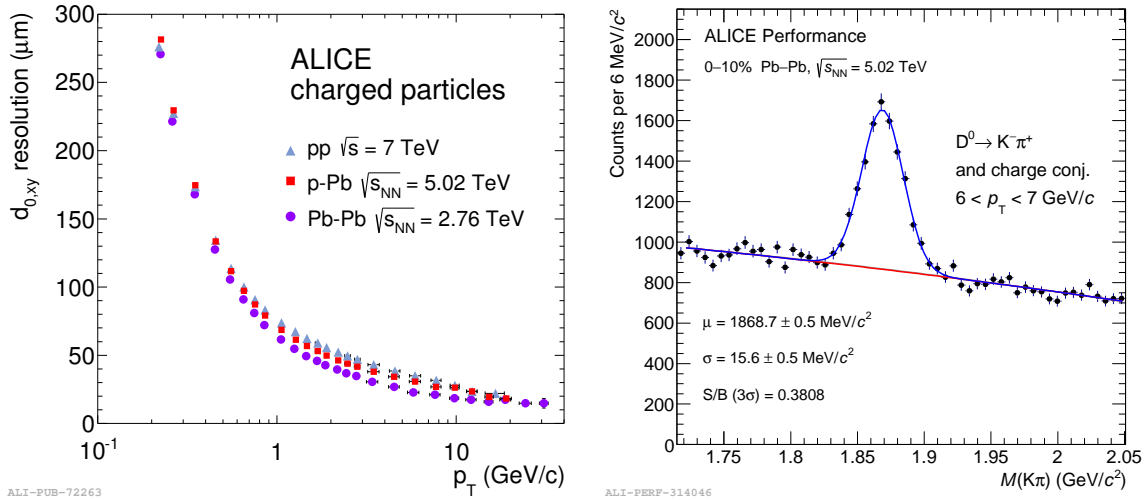 d0,xy resolution (μm)
300
250
200
150
100
50
0
ALICE
charged particles
pp √s = 7 TeV
p-Pb √sNN = 5.02 TeV
Pb-Pb √sNN = 2.76 TeV
10⁻¹ 1 10
pT (GeV/c)
ALI-PUB-72263
Counts per 6 MeV/c²
2000
1800
1600
1400
1200
1000
800
600
400
200
0
ALICE Performance
0–10% Pb–Pb, √sNN = 5.02 TeV
D⁰→ K⁻π⁺
and charge conj.
6 < pT < 7 GeV/c
μ = 1868.7 ± 0.5 MeV/c²
σ = 15.6 ± 0.5 MeV/c²
S/B (3σ) = 0.3808
1.75 1.8 1.85 1.9 1.95 2 2.05
M(Kπ) (GeV/c²)
ALI-PERF-314046